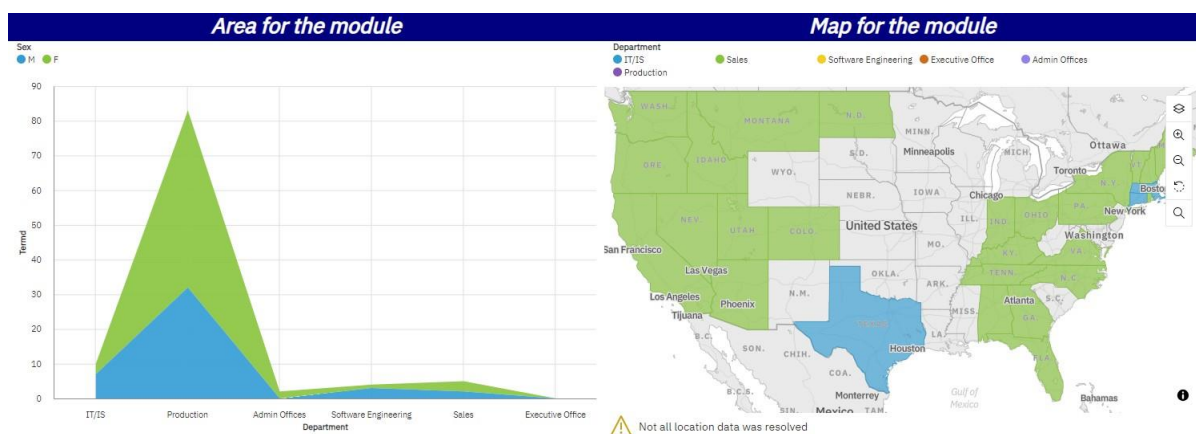 Area for the module
Sex
M F
90
80
70
60
50
40
30
20
10
0
Termd
IT/IS Production Admin Offices Software Engineering Sales Executive Office
Department
Map for the module
Department
IT/IS Sales Software Engineering Executive Office Admin Offices
Production
WASH.
MONTANA
N.D.
MINN.
Ottawa
ORE.
IDAHO
S.D.
Minneapolis
MICH.
VT.
WYO.
Toronto
N.Y.
Bosto
NEBR.
IOWA
Chicago
PA.
New York
NEV.
UTAH
COLO.
United States
ILL.
IND.
OHIO
San Francisco
MO.
Washington
KY.
VA.
Las Vegas
OKLA.
TENN.
N.C.
Los Angeles
Phoenix
N.M.
ARK.
Atlanta
S.C.
Tijuana
MISS.
GA.
B.C.
SON.
CHIH.
Houston
LA.
FLA.
COA.
B.C.S.
Monterrey
Gulf of
Mexico
Bahamas
SIN.
Mexico
TAM.
Not all location data was resolved